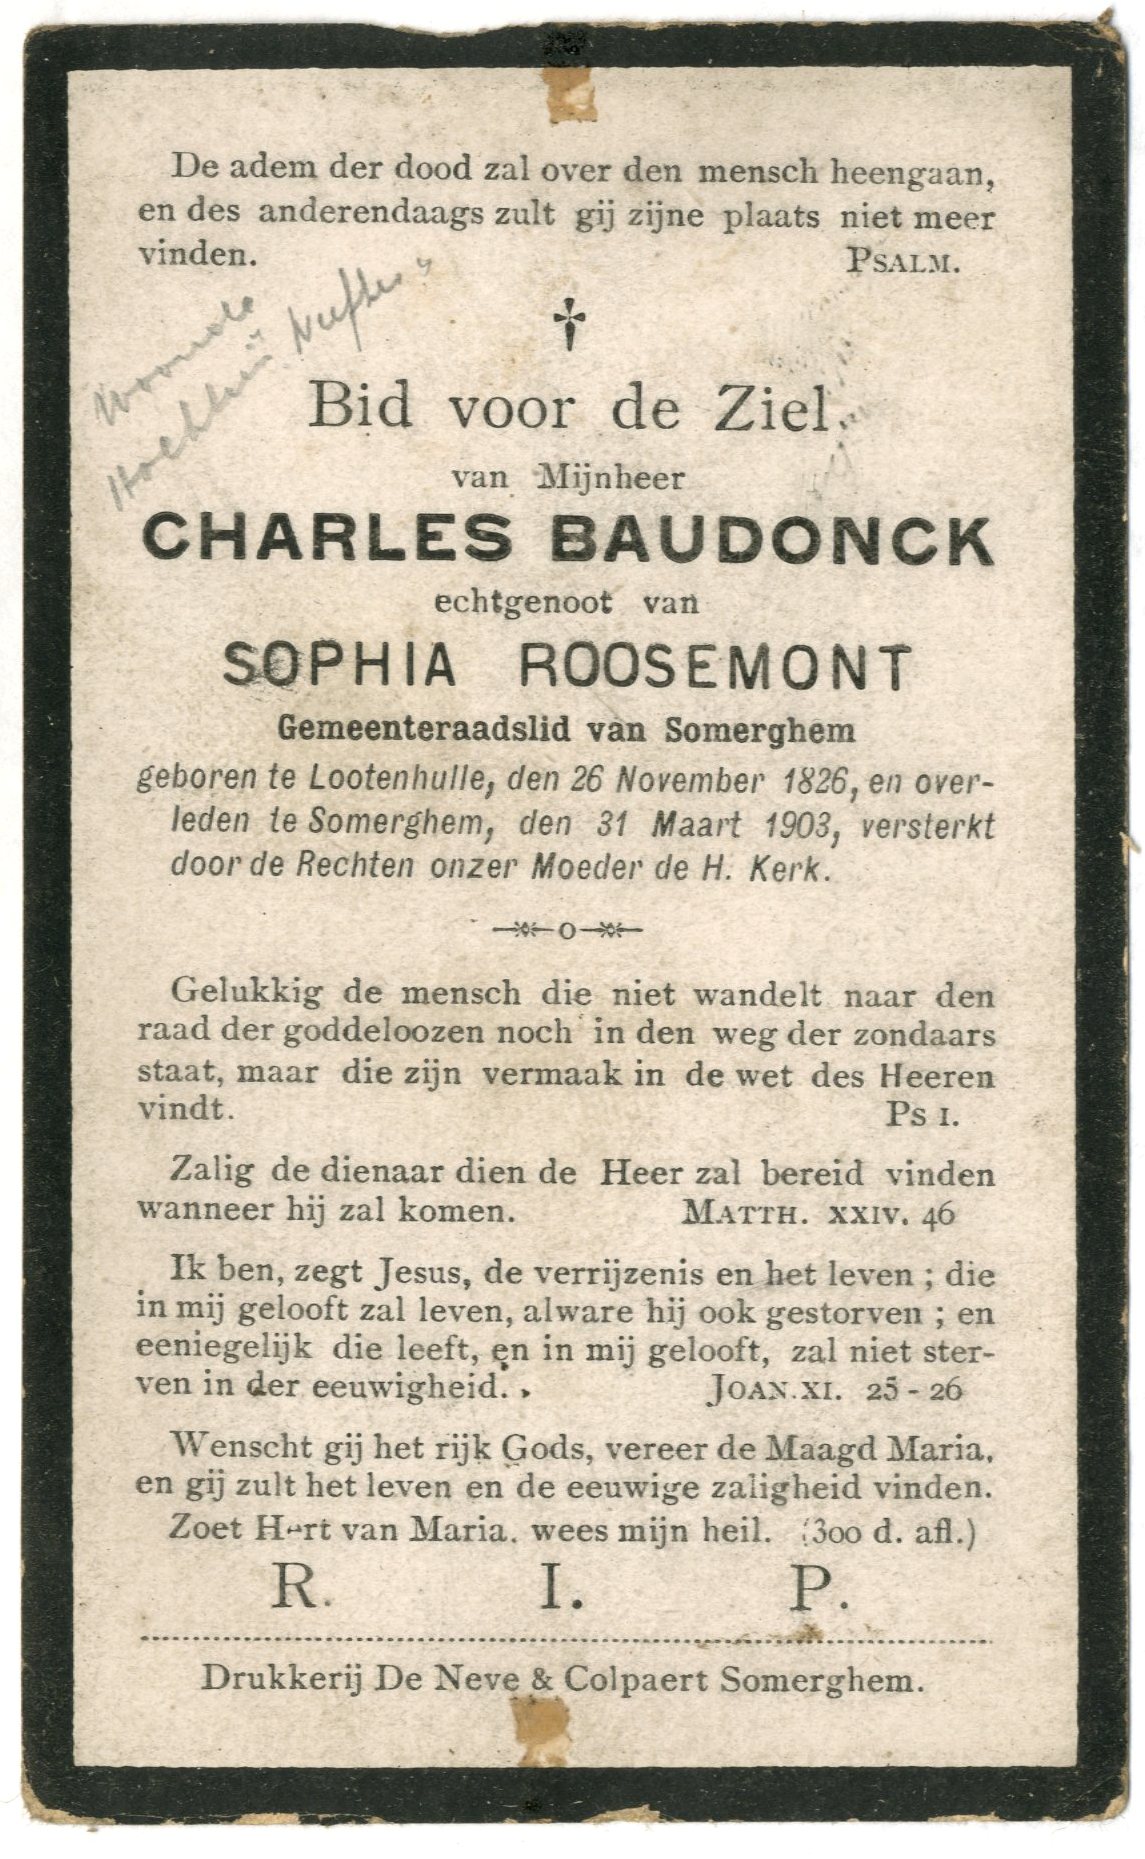 De adem der dood zal over den mensch heengaan,
en des anderendaags zult gij zijne plaats niet meer
vinden. PSALM.
Woonde
Bid voor de Ziel.
van Mijnheer
CHARLES BAUDONCK
echtgenoot van
SOPHIA ROOSEMONT
Gemeenteraadslid van Somerghem
geboren te Lootenhulle, den 26 November 1826, en over-
leden te Somerghem, den 31 Maart 1903, versterkt
door de Rechten onzer Moeder de H. Kerk.
o
Gelukkig de mensch die niet wandelt naar den
raad der goddeloozen noch in den weg der zondaars
staat, maar die zijn vermaak in de wet des Heeren
vindt. Ps I.
Zalig de dienaar dien de Heer zal bereid vinden
wanneer hij zal komen. MATTH. XXIV. 46
Ik ben, zegt Jesus, de verrijzenis en het leven ; die
in mij gelooft zal leven, alware hij ook gestorven ; en
eeniegelijk die leeft, en in mij gelooft, zal niet ster-
ven in der eeuwigheid. JOAN. XI. 25 - 26
Wenscht gij het rijk Gods, vereer de Maagd Maria,
en gij zult het leven en de eeuwige zaligheid vinden.
Zoet Hert van Maria. wees mijn heil. (300 d. afl.)
R. I. P.
Drukkerij De Neve & Colpaert Somerghem.